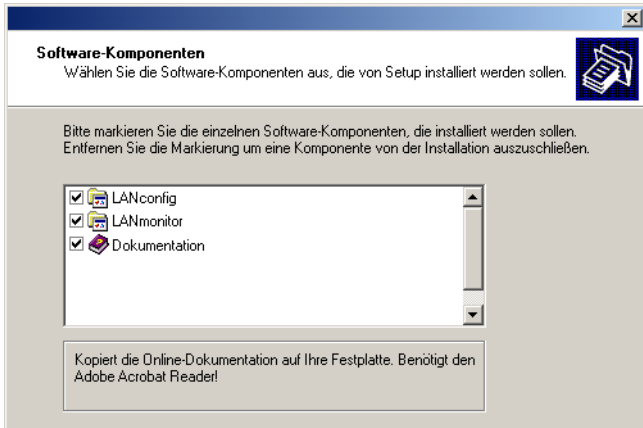 Software-Komponenten
Wählen Sie die Software-Komponenten aus, die von Setup installiert werden sollen.
Bitte markieren Sie die einzelnen Software-Komponenten, die installiert werden sollen.
Entfernen Sie die Markierung um eine Komponente von der Installation auszuschließen.
LANconfig
LANmonitor
Dokumentation
Kopiert die Online-Dokumentation auf Ihre Festplatte. Benötigt den
Adobe Acrobat Reader!